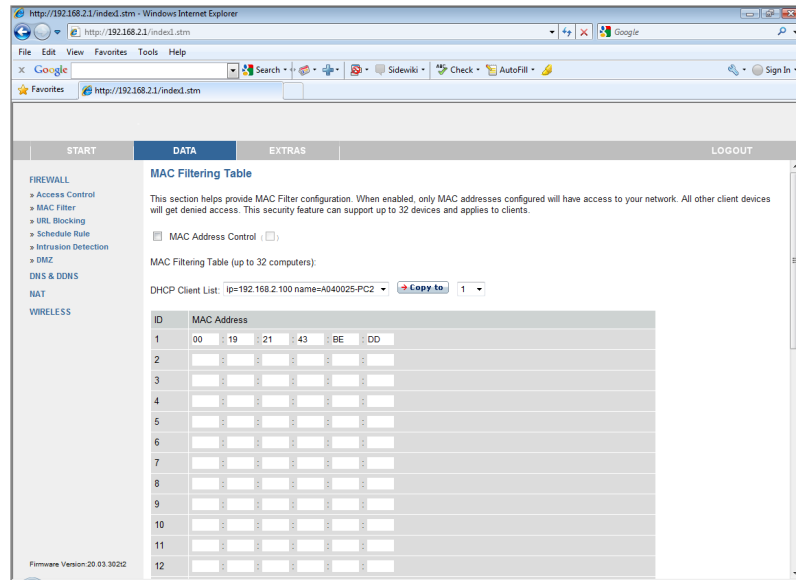 http://192.168.2.1/index1.stm - Windows Internet Explorer
http://192.168.2.1/index1.stm
Google
File Edit View Favorites Tools Help
x Google Search Sidewiki Check AutoFill Sign In
Favorites http://192.168.2.1/index1.stm
START DATA EXTRAS LOGOUT
FIREWALL
» Access Control
» MAC Filter
» URL Blocking
» Schedule Rule
» Intrusion Detection
» DMZ
DNS & DDNS
NAT
WIRELESS
Firmware Version:20.03.302t2
MAC Filtering Table
This section helps provide MAC Filter configuration. When enabled, only MAC addresses configured will have access to your network. All other client devices
will get denied access. This security feature can support up to 32 devices and applies to clients.
MAC Address Control ( )
MAC Filtering Table (up to 32 computers):
DHCP Client List: ip=192.168.2.100 name=A040025-PC2 Copy to 1
ID MAC Address
1 00 : 19 : 21 : 43 : BE : DD
2 : : : : :
3 : : : : :
4 : : : : :
5 : : : : :
6 : : : : :
7 : : : : :
8 : : : : :
9 : : : : :
10 : : : : :
11 : : : : :
12 : : : : :